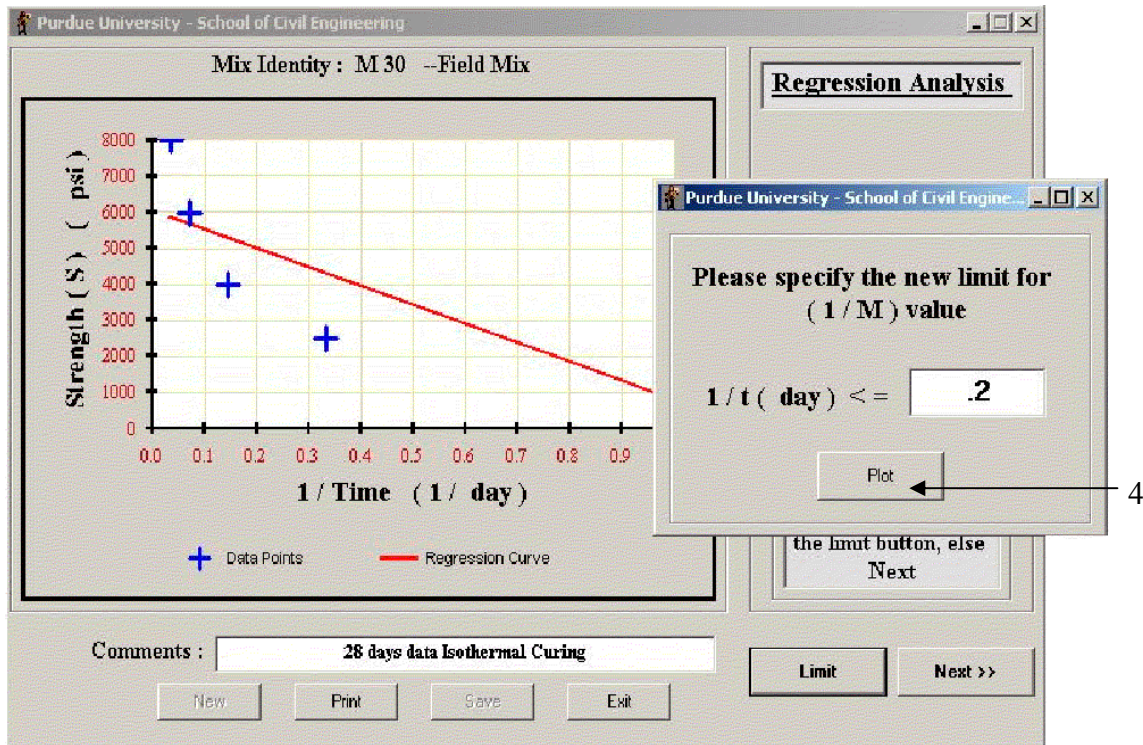 Purdue University - School of Civil Engineering
Mix Identity : M 30 --Field Mix
8000
7000
6000
5000
4000
3000
2000
1000
0
Strength ( S ) ( psi )
0.0 0.1 0.2 0.3 0.4 0.5 0.6 0.7 0.8 0.9
1 / Time ( 1 / day )
Data Points
Regression Curve
Regression Analysis
Purdue University - School of Civil Engine...
Please specify the new limit for
( 1 / M ) value
1 / t ( day ) < =
.2
Plot
4
the limit button, else
Next
Comments :
28 days data Isothermal Curing
New
Print
Save
Exit
Limit
Next >>